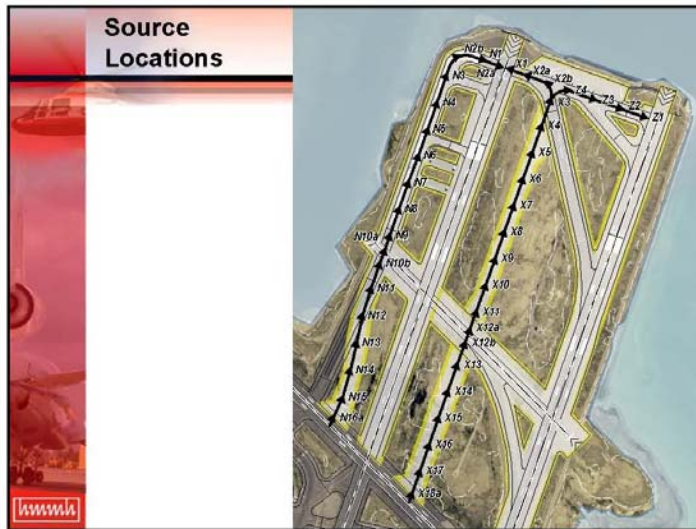 Source
Locations
N2b
N1
X1
N3
N2a
X2a
X2b
N4
X3
Z4
Z3
Z2
Z1
X4
N5
X5
N6
X6
N7
X7
N8
X8
N9
N10a
X9
N10b
X10
N11
X11
N12
X12a
N13
X12b
X13
N14
X14
N15
X15
N16a
X16
X17
X18a
hmmh